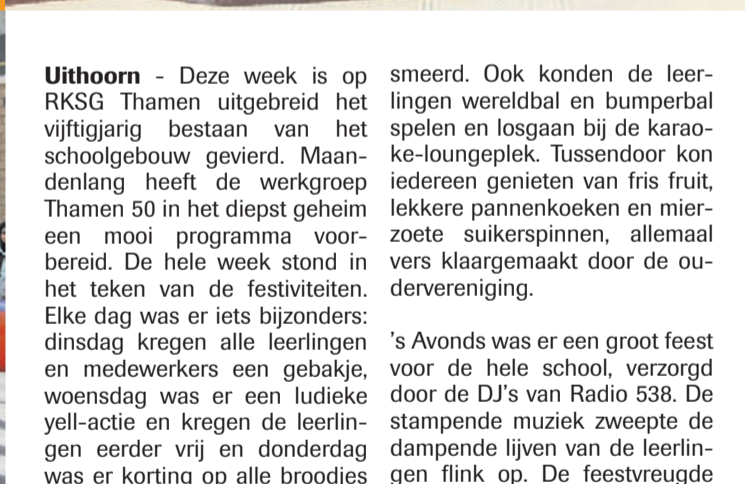 Uithoorn - Deze week is op
RKSG Thamen uitgebreid het
vijftigjarig bestaan van het
schoolgebouw gevierd. Maan-
denlang heeft de werkgroep
Thamen 50 in het diepst geheim
een mooi programma voor-
bereid. De hele week stond in
het teken van de festiviteiten.
Elke dag was er iets bijzonders:
dinsdag kregen alle leerlingen
en medewerkers een gebakje,
woensdag was er een ludieke
yell-actie en kregen de leerlin-
gen eerder vrij en donderdag
was er korting op alle broodjes
smeerd. Ook konden de leer-
lingen wereldbal en bumperbal
spelen en losgaan bij de karao-
ke-loungeplek. Tussendoor kon
iedereen genieten van fris fruit,
lekkere pannenkoeken en mier-
zoete suikerspinnen, allemaal
vers klaargemaakt door de ou-
dervereniging.
's Avonds was er een groot feest
voor de hele school, verzorgd
door de DJ's van Radio 538. De
stampende muziek zweepte de
dampende lijven van de leerlin-
gen flink op. De feestvreugde